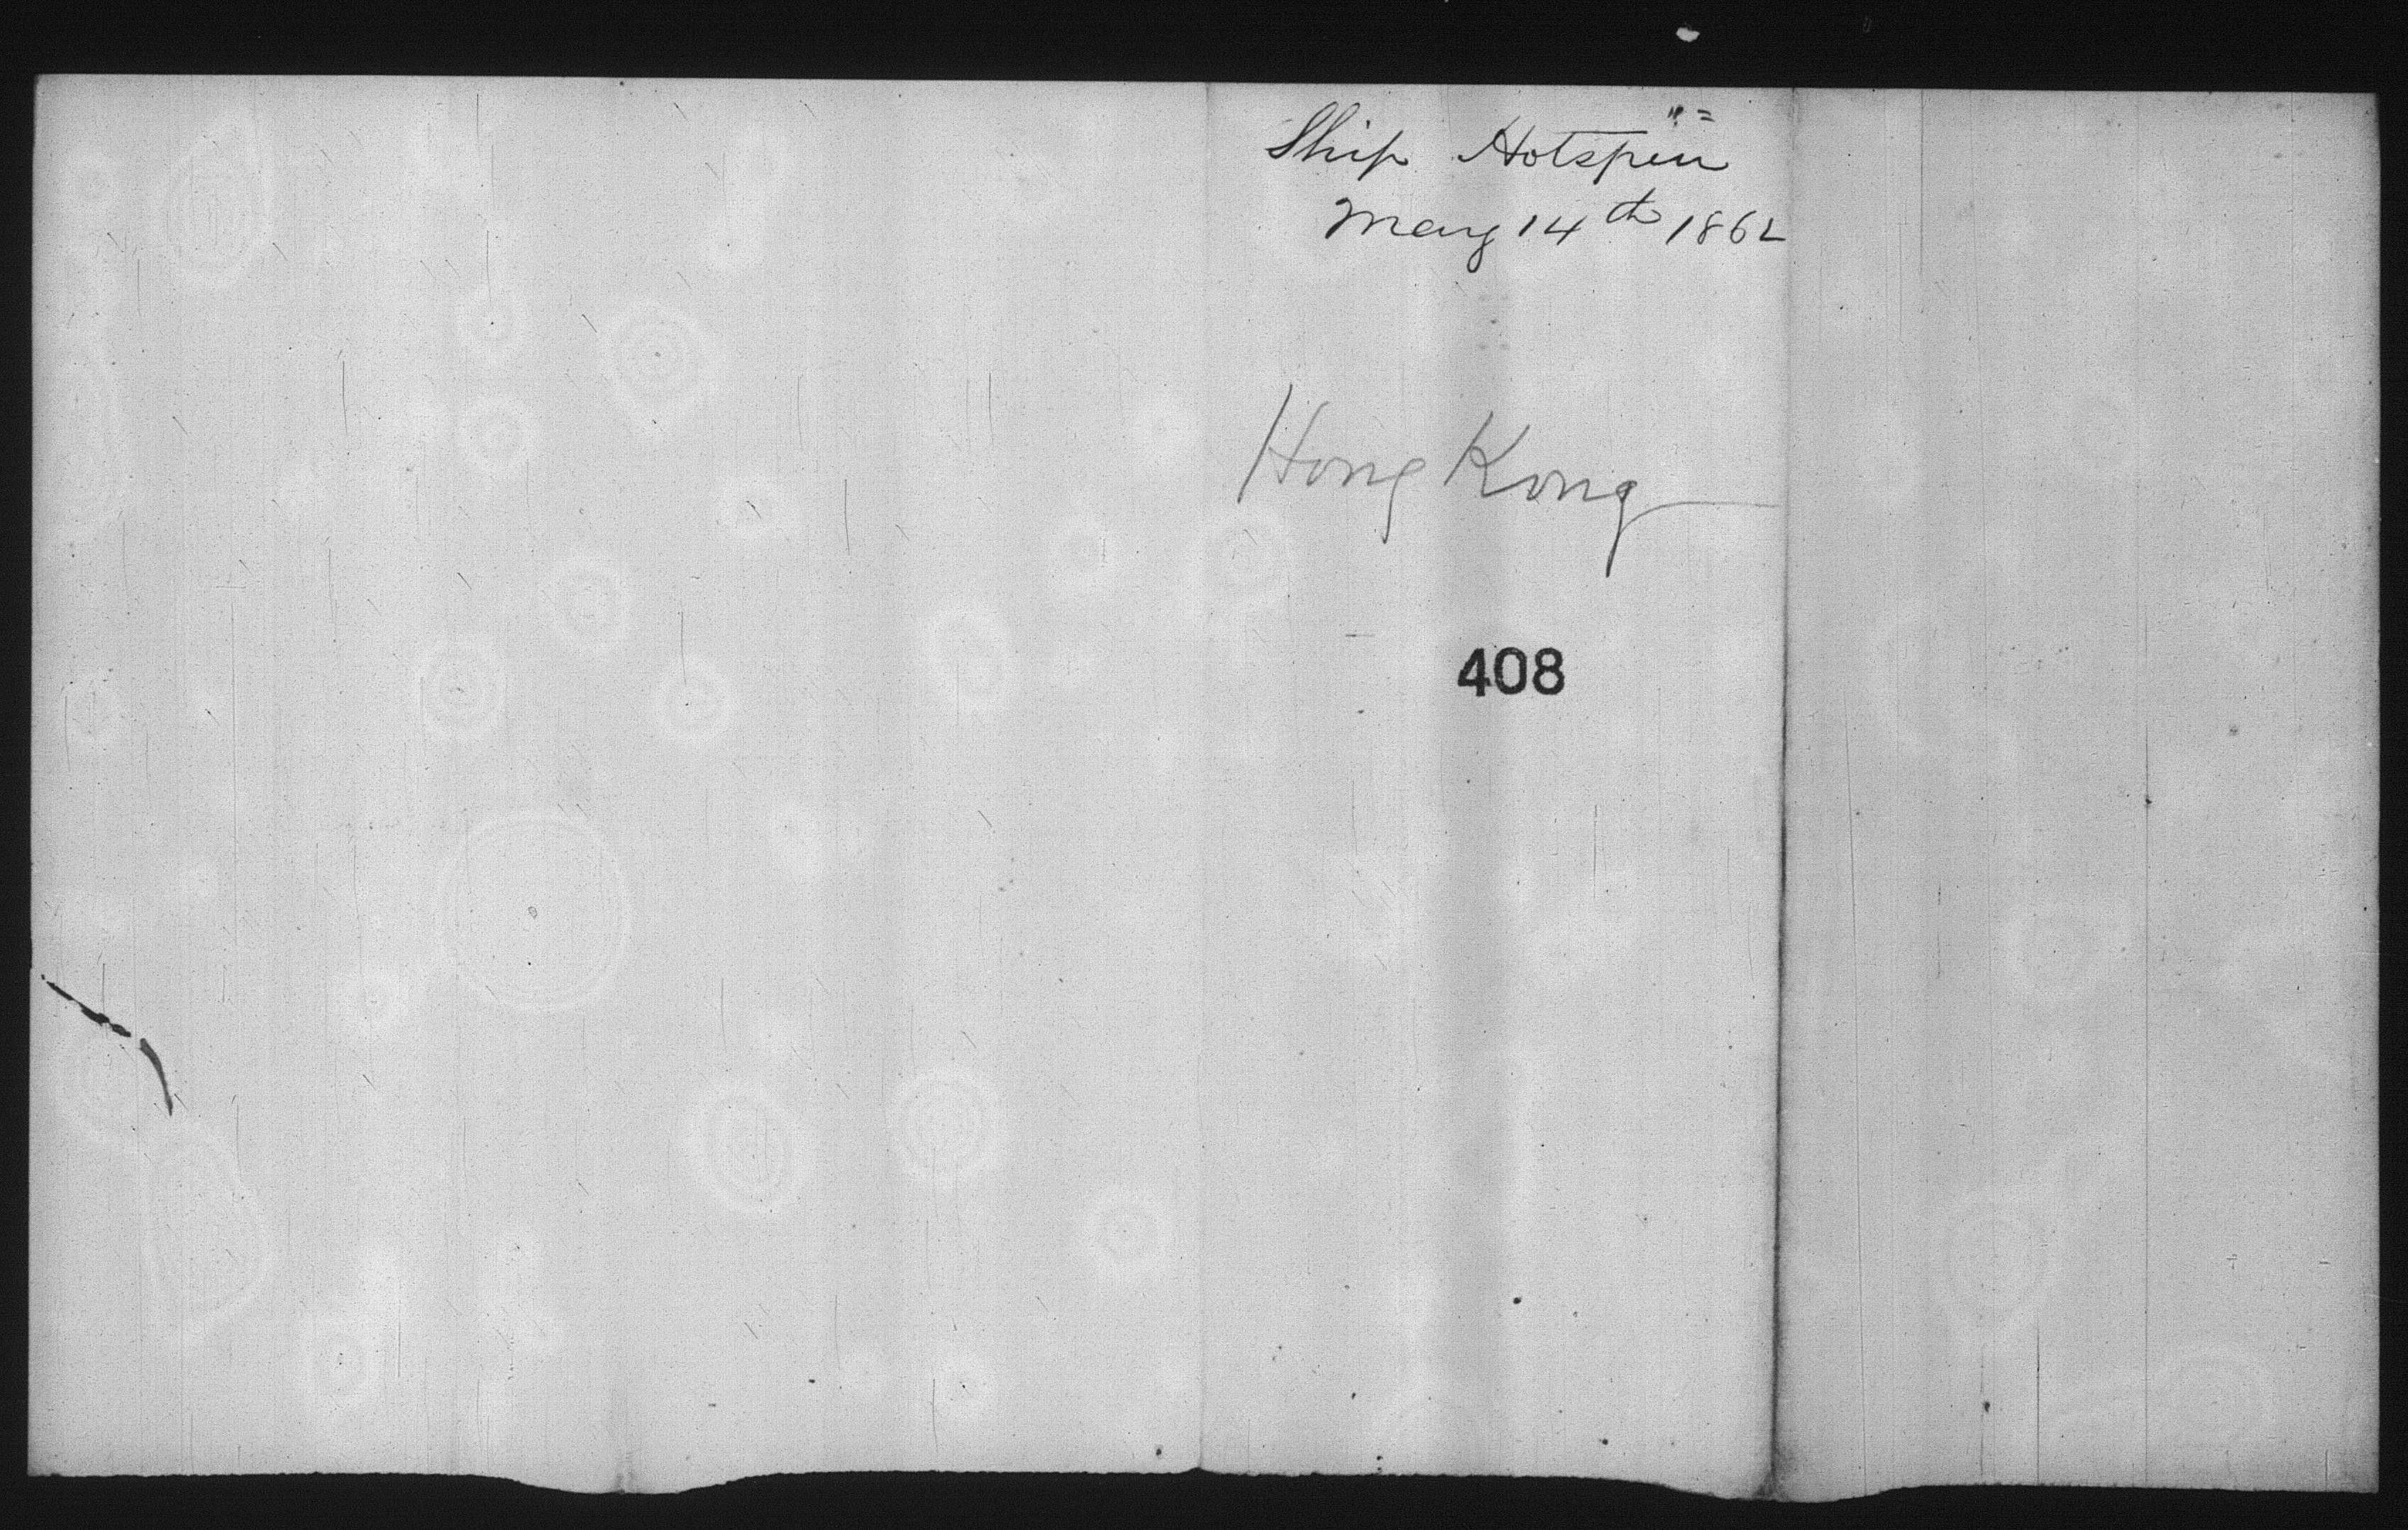 Ship Hotspur
May 14th 1862
Hong Kong
408